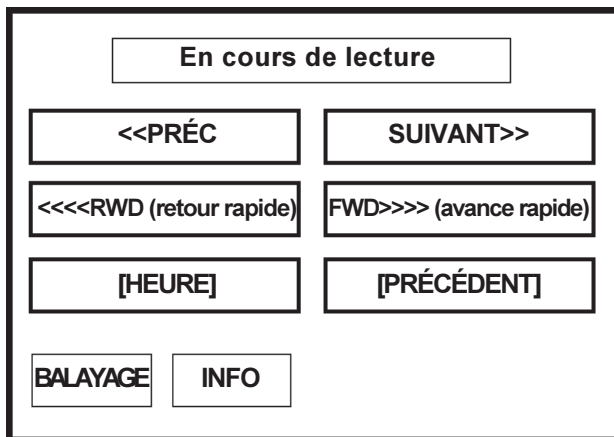 En cours de lecture
<<PRÉC SUIVANT>>
<<<<RWD (retour rapide) FWD>>>> (avance rapide)
[HEURE] [PRÉCÉDENT]
BALAYAGE INFO